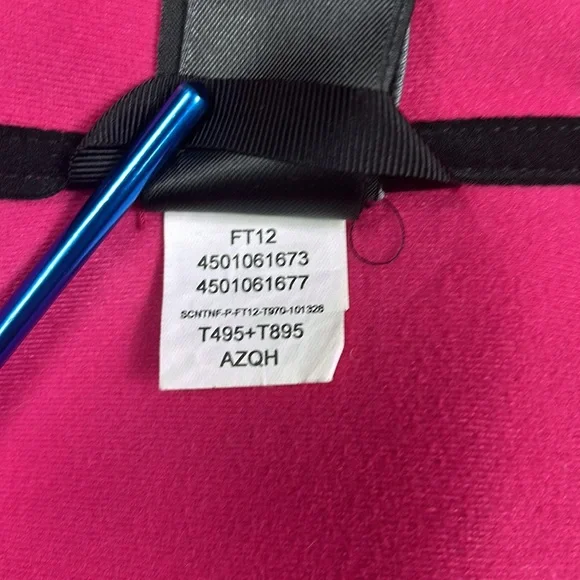 FT12
4501061673
4501061677
SCNTNF-P-FT12-T970-101328
T495+T895
AZQH